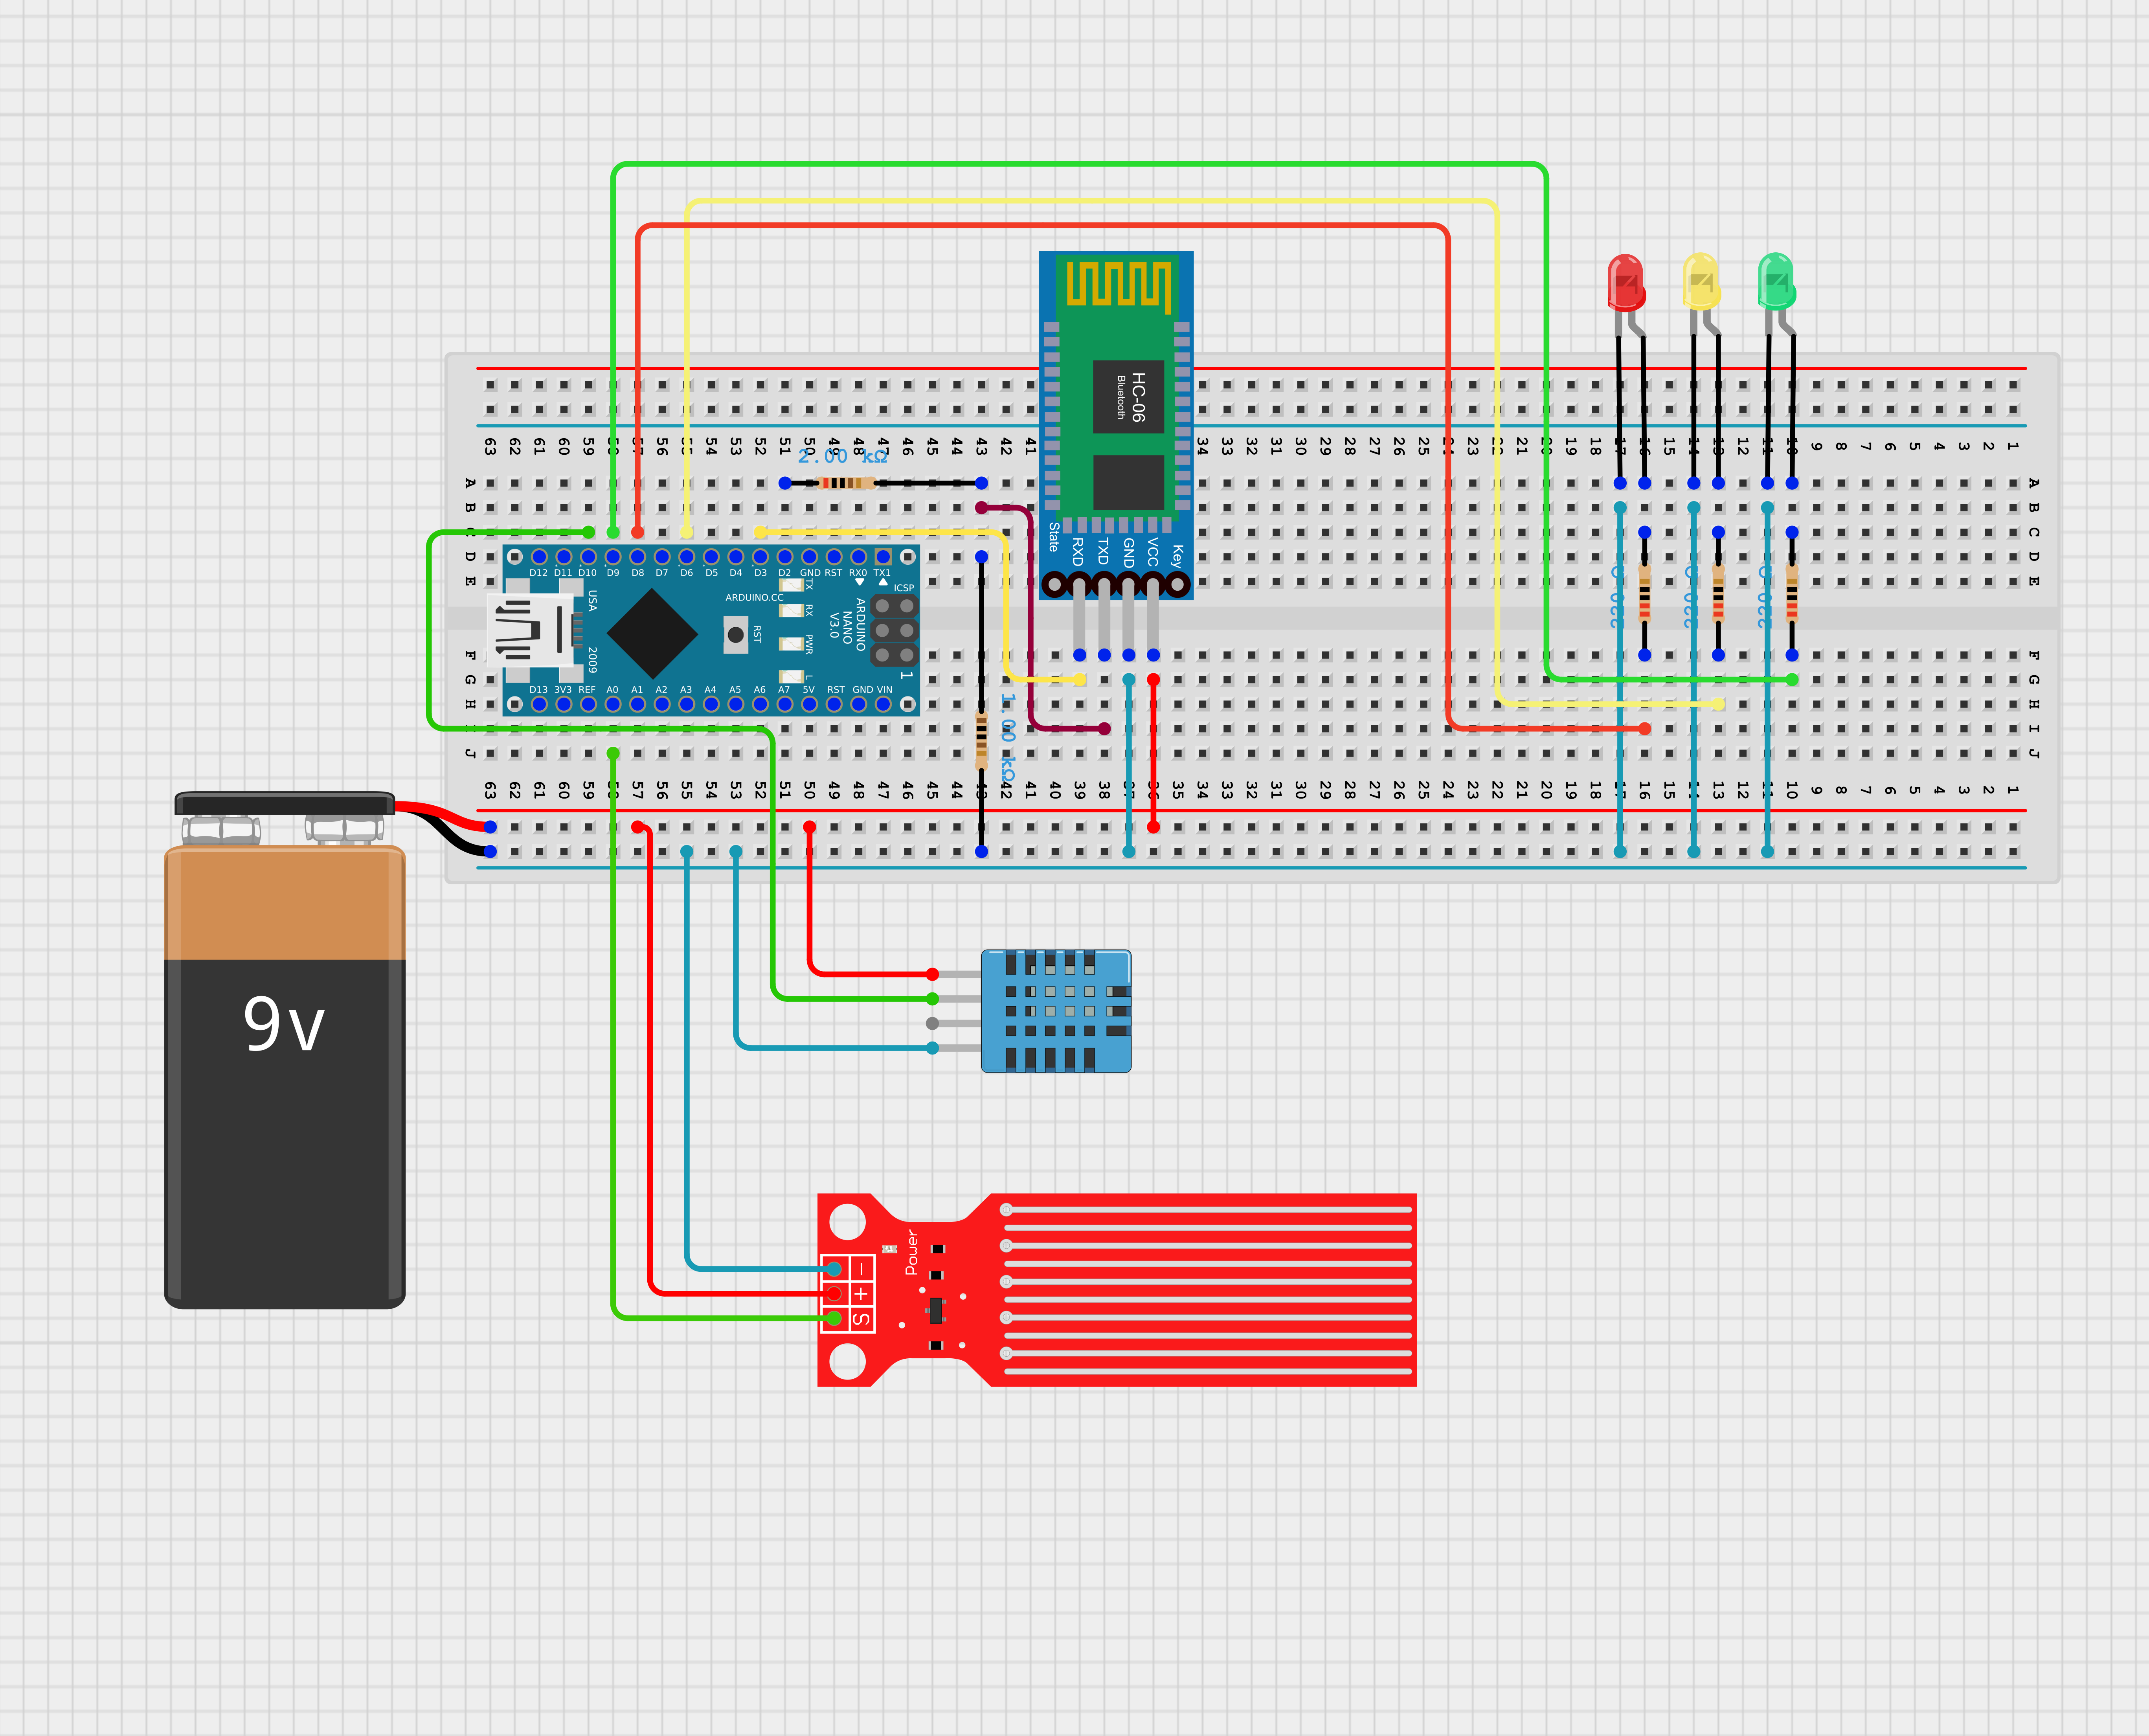 63 62 61 60 59 58 57 56 55 54 53 52 51 50 49 48 47 46 45 44 43 42 41 34 33 32 31 30 29 28 27 26 25 24 23 22 21 20 19 18 17 16 15 14 13 12 11 10 9 8 7 6 5 4 3 2 1
2.00 kΩ
HC-06
Bluetooth
State RXD TXD GND VCC Key
A A
B B
C C
D D
E E
D12 D11 D10 D9 D8 D7 D6 D5 D4 D3 D2 GND RST RX0 TX1
ARDUINO.CC
ICSP
USA
2009
RST
TX
RX
PWR
L
ARDUINO
NANO
V3.0
1
D13 3V3 REF A0 A1 A2 A3 A4 A5 A6 A7 5V RST GND VIN
F F
G G
H H
I I
J J
1.00 kΩ
63 62 61 60 59 58 57 56 55 54 53 52 51 50 49 48 47 46 45 44 43 42 41 40 39 38 37 36 35 34 33 32 31 30 29 28 27 26 25 24 23 22 21 20 19 18 17 16 15 14 13 12 11 10 9 8 7 6 5 4 3 2 1
9v
Power
−
+
S